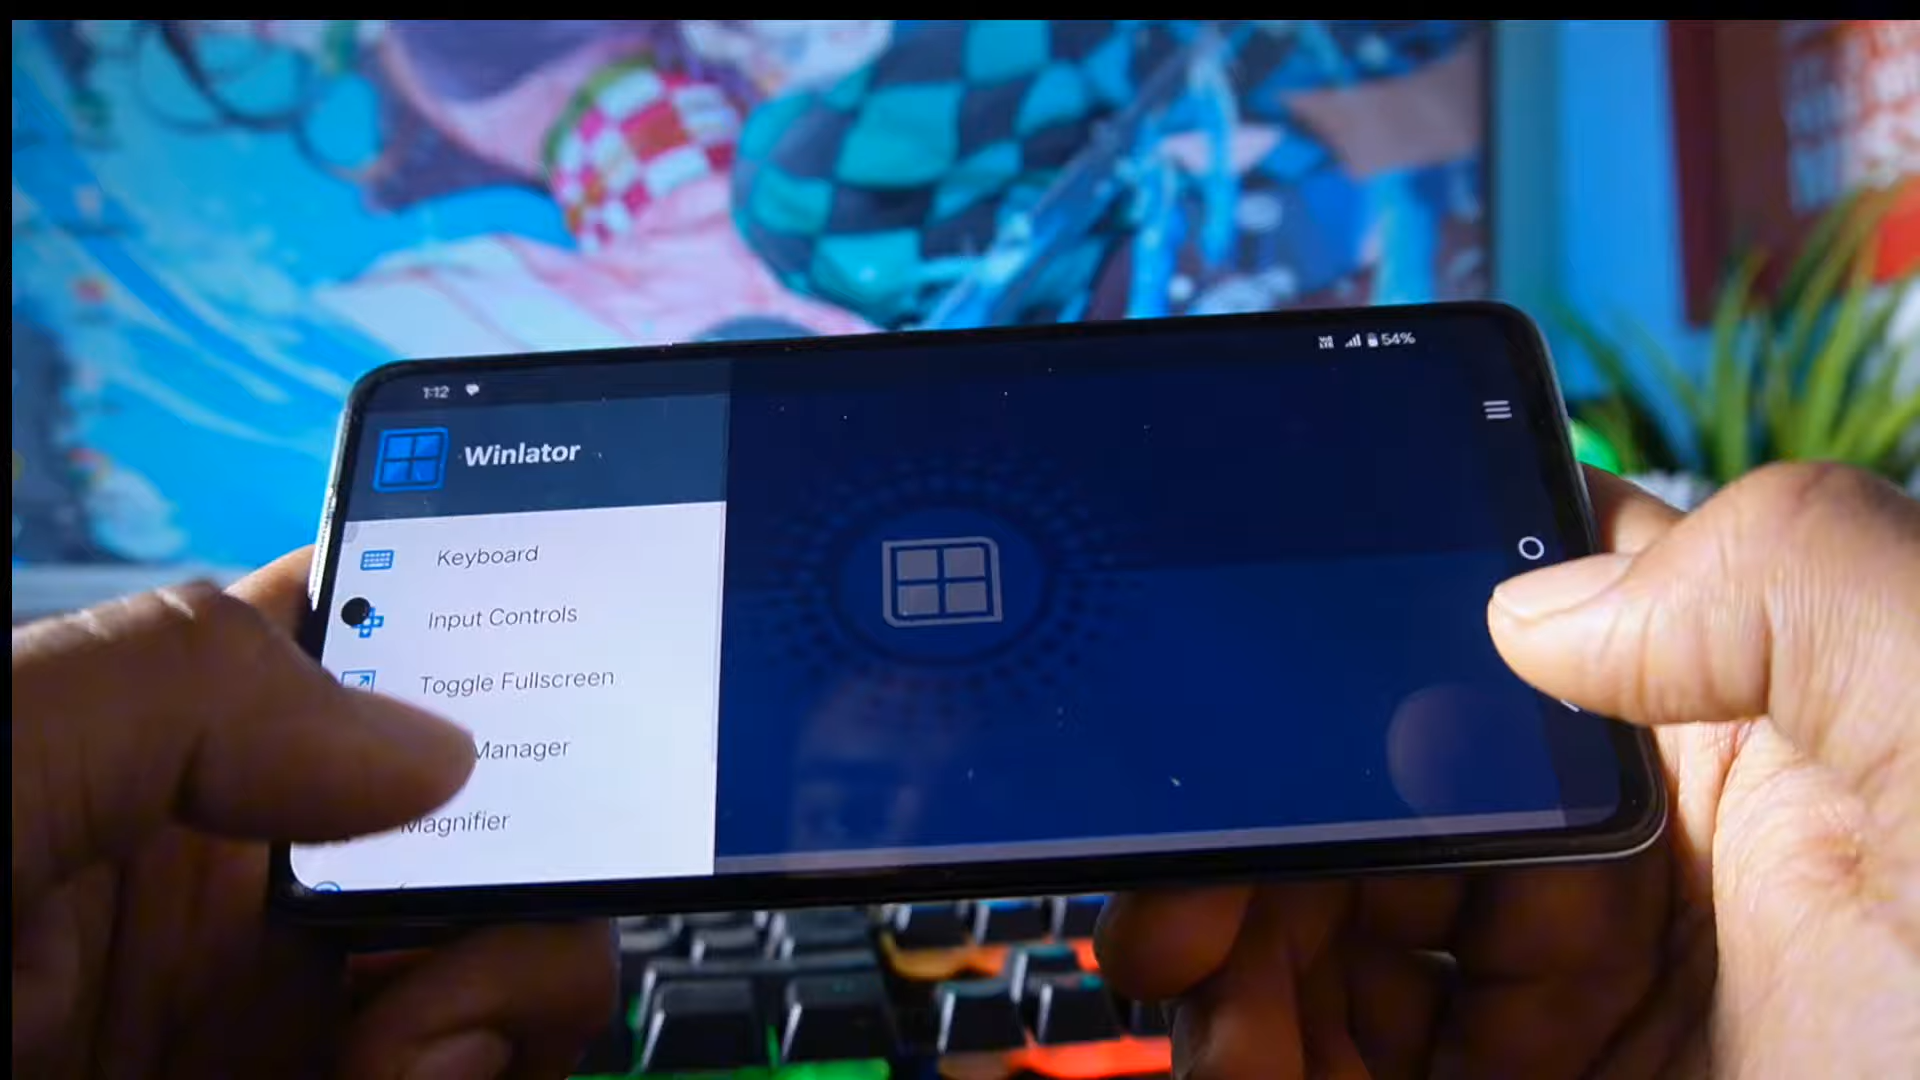 1:12
54%
Winlator
Keyboard
Input Controls
Toggle Fullscreen
Manager
Magnifier